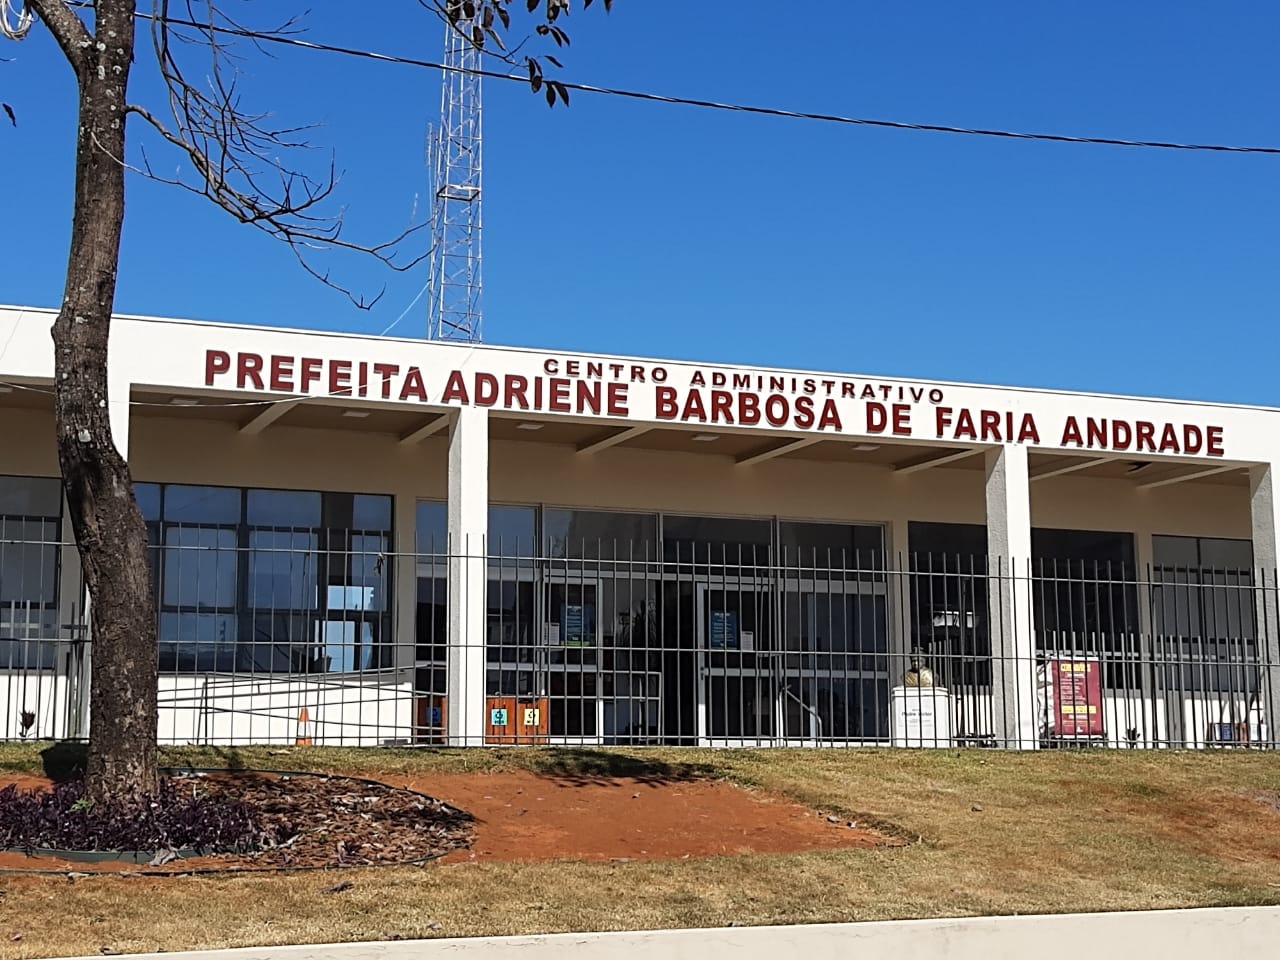 CENTRO ADMINISTRATIVO
PREFEITA ADRIENE BARBOSA DE FARIA ANDRADE